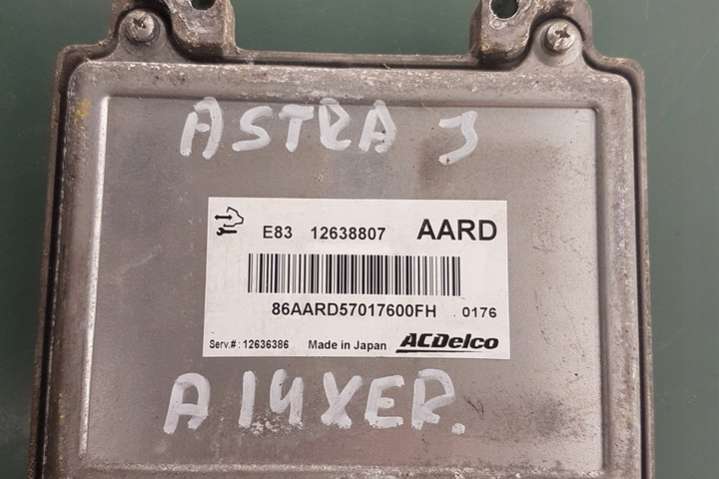 ASTRA J
E83 12638807 AARD
86AARD57017600FH 0176
Serv.#: 12636386 Made in Japan ACDelco
A14XER.